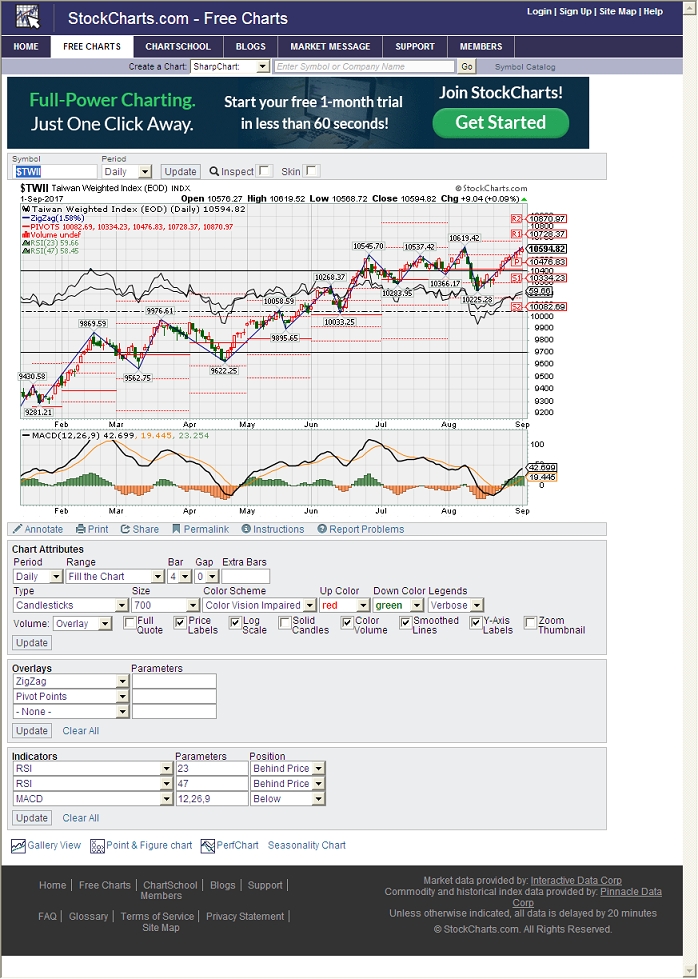 StockCharts.com - Free Charts
Login | Sign Up | Site Map | Help
HOME FREE CHARTS CHARTSCHOOL BLOGS MARKET MESSAGE SUPPORT MEMBERS
Create a Chart: SharpChart: Enter Symbol or Company Name Go Symbol Catalog
Full-Power Charting. Start your free 1-month trial Join StockCharts!
Just One Click Away. in less than 60 seconds! Get Started
Symbol Period
$TWII Daily Update Inspect Skin
$TWII Taiwan Weighted Index (EOD) INDX © StockCharts.com
1-Sep-2017 Open 10576.27 High 10619.52 Low 10568.72 Close 10594.82 Chg +9.04 (+0.09%)
Taiwan Weighted Index (EOD) (Daily) 10594.82
ZigZag(1.58%)
PIVOTS 10082.69, 10334.23, 10476.83, 10728.37, 10870.97
Volume undef
RSI(23) 59.66
RSI(47) 58.45
R2 10870.97
R1 10728.37
10594.82
P 10476.83
10400
S1 10334.23
59.66
S2 10082.69
10000
9900
9800
9700
9600
9500
9400
9300
9200
10619.42
10545.70 10537.42
10268.37 10366.17
10283.95 10225.28
10058.59
10033.25
9976.61
9895.65
9869.59
9622.25
9562.75
9430.58
9281.21
Feb Mar Apr May Jun Jul Aug Sep
MACD(12,26,9) 42.699, 19.445, 23.254
100
42.699
19.445
0
Feb Mar Apr May Jun Jul Aug Sep
Annotate Print Share Permalink Instructions Report Problems
Chart Attributes
Period Range Bar Gap Extra Bars
Daily Fill the Chart 4 0
Type Size Color Scheme Up Color Down Color Legends
Candlesticks 700 Color Vision Impaired red green Verbose
Volume: Overlay Full Quote Price Labels Log Scale Solid Candles Color Volume Smoothed Lines Y-Axis Labels Zoom Thumbnail
Update
Overlays Parameters
ZigZag
Pivot Points
- None -
Update Clear All
Indicators Parameters Position
RSI 23 Behind Price
RSI 47 Behind Price
MACD 12,26,9 Below
Update Clear All
Gallery View Point & Figure chart PerfChart Seasonality Chart
Home | Free Charts | ChartSchool | Blogs | Support |
Members
FAQ | Glossary | Terms of Service | Privacy Statement |
Site Map
Market data provided by: Interactive Data Corp
Commodity and historical index data provided by: Pinnacle Data
Corp
Unless otherwise indicated, all data is delayed by 20 minutes
© StockCharts.com. All Rights Reserved.